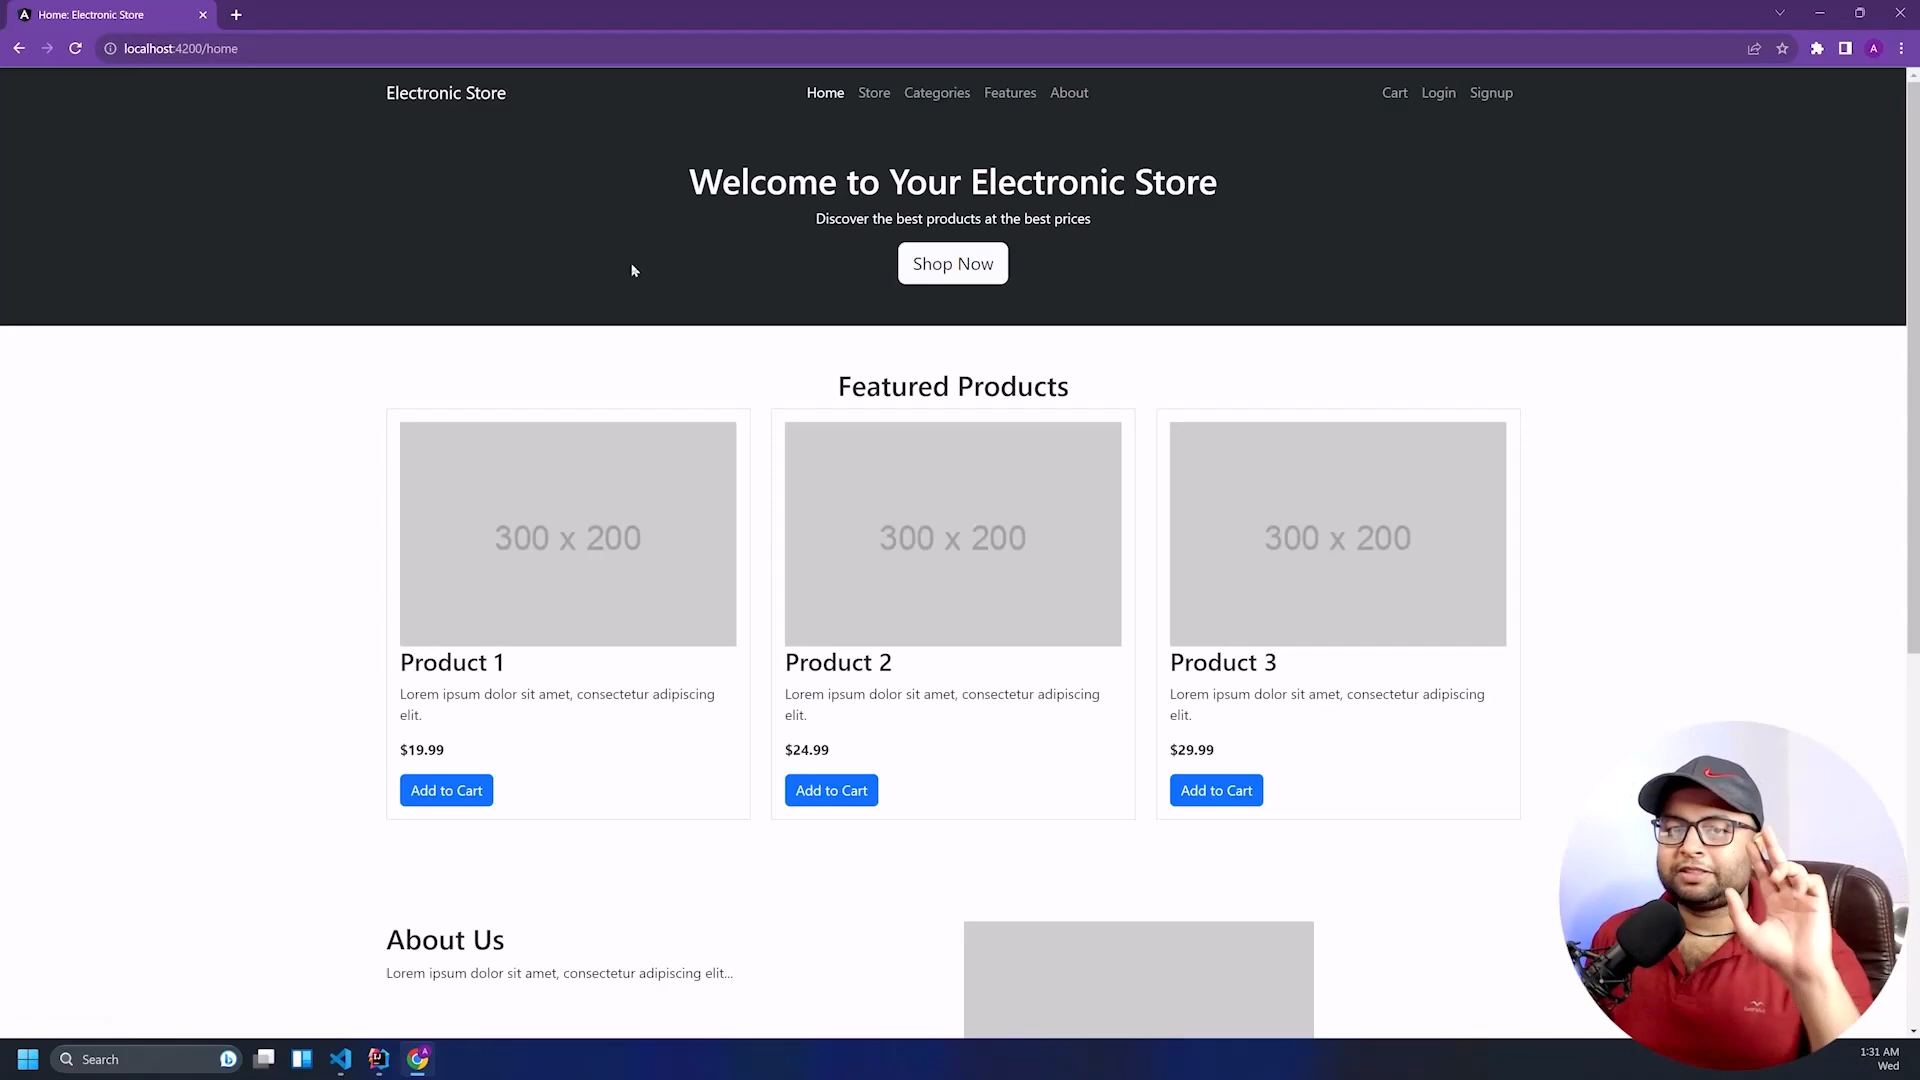 Home: Electronic Store
localhost:4200/home
A
Electronic Store
Home Store Categories Features About
Cart Login Signup
Welcome to Your Electronic Store
Discover the best products at the best prices
Shop Now
Featured Products
300 x 200
300 x 200
300 x 200
Product 1
Lorem ipsum dolor sit amet, consectetur adipiscing
elit.
$19.99
Add to Cart
Product 2
Lorem ipsum dolor sit amet, consectetur adipiscing
elit.
$24.99
Add to Cart
Product 3
Lorem ipsum dolor sit amet, consectetur adipiscing
elit.
$29.99
Add to Cart
About Us
Lorem ipsum dolor sit amet, consectetur adipiscing elit...
Search
1:31 AM
Wed